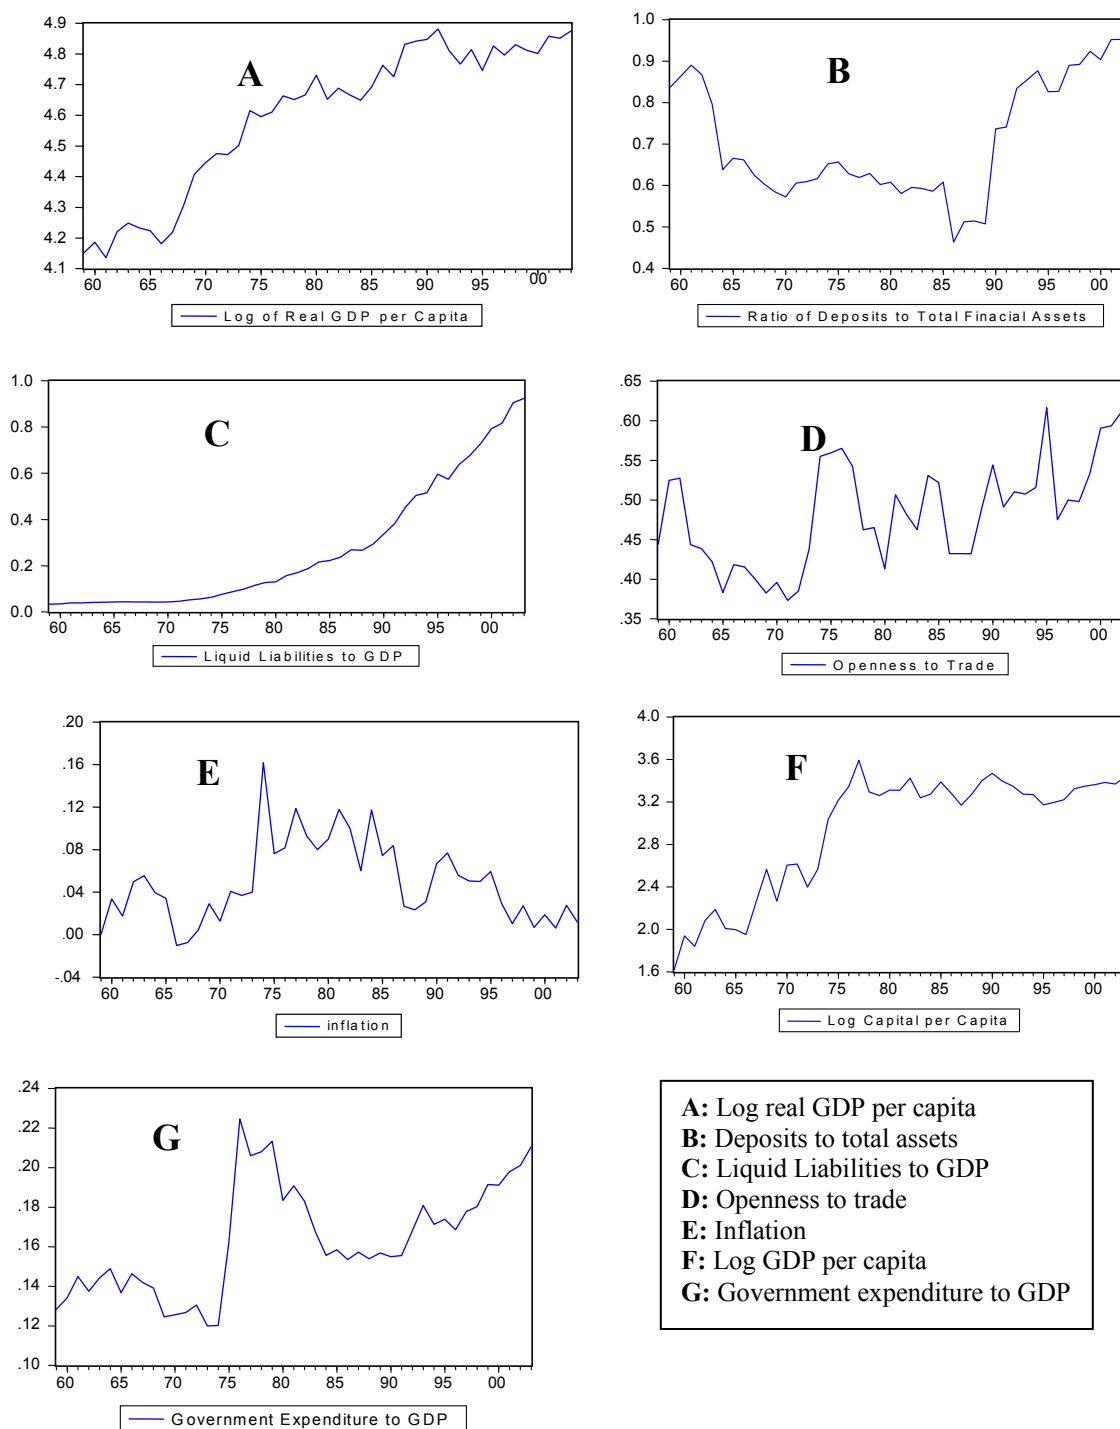 A
4.9
4.8
4.7
4.6
4.5
4.4
4.3
4.2
4.1
60 65 70 75 80 85 90 95 00
Log of Real GDP per Capita
B
1.0
0.9
0.8
0.7
0.6
0.5
0.4
60 65 70 75 80 85 90 95 00
Ratio of Deposits to Total Finacial Assets
C
1.0
0.8
0.6
0.4
0.2
0.0
60 65 70 75 80 85 90 95 00
Liquid Liabilities to GDP
D
.65
.60
.55
.50
.45
.40
.35
60 65 70 75 80 85 90 95 00
Openness to Trade
E
.20
.16
.12
.08
.04
.00
-.04
60 65 70 75 80 85 90 95 00
inflation
F
4.0
3.6
3.2
2.8
2.4
2.0
1.6
60 65 70 75 80 85 90 95 00
Log Capital per Capita
G
.24
.22
.20
.18
.16
.14
.12
.10
60 65 70 75 80 85 90 95 00
Government Expenditure to GDP
A: Log real GDP per capita
B: Deposits to total assets
C: Liquid Liabilities to GDP
D: Openness to trade
E: Inflation
F: Log GDP per capita
G: Government expenditure to GDP